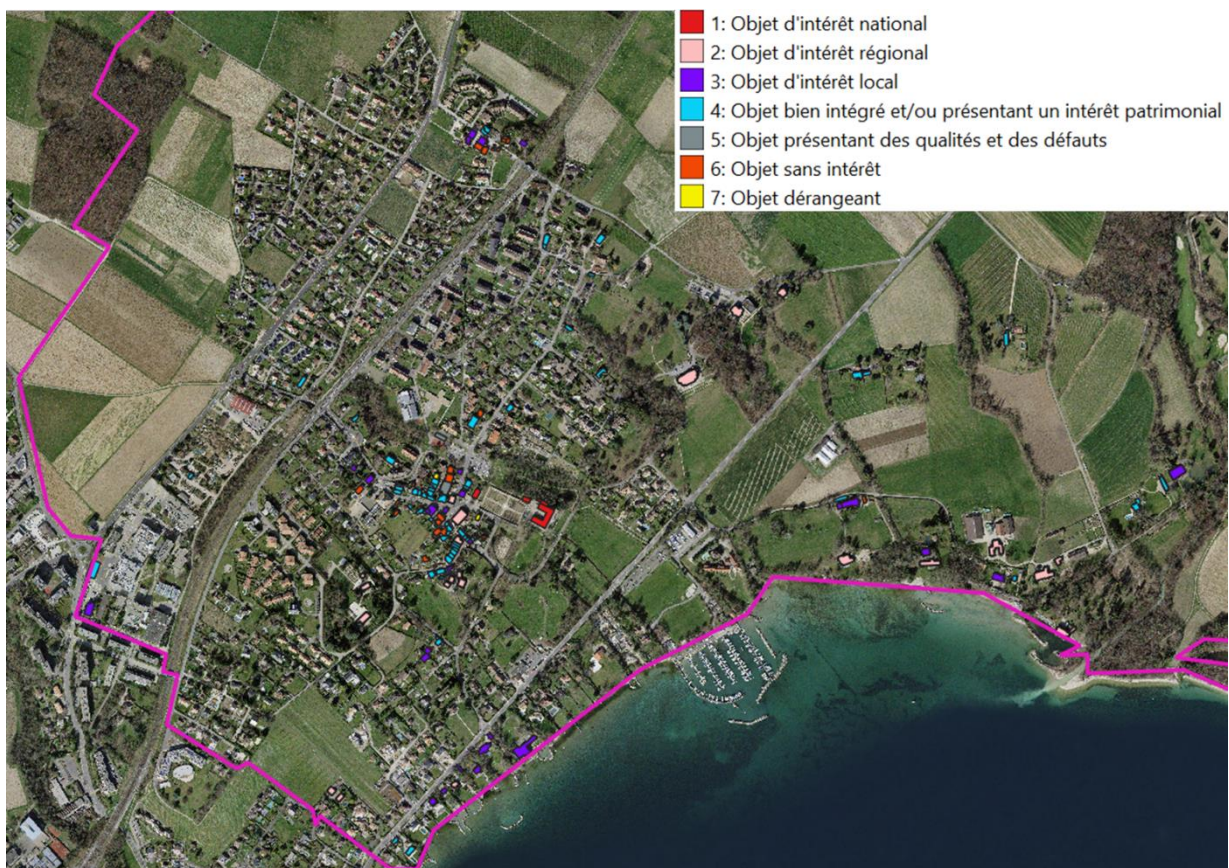 1: Objet d'intérêt national
2: Objet d'intérêt régional
3: Objet d'intérêt local
4: Objet bien intégré et/ou présentant un intérêt patrimonial
5: Objet présentant des qualités et des défauts
6: Objet sans intérêt
7: Objet dérangeant